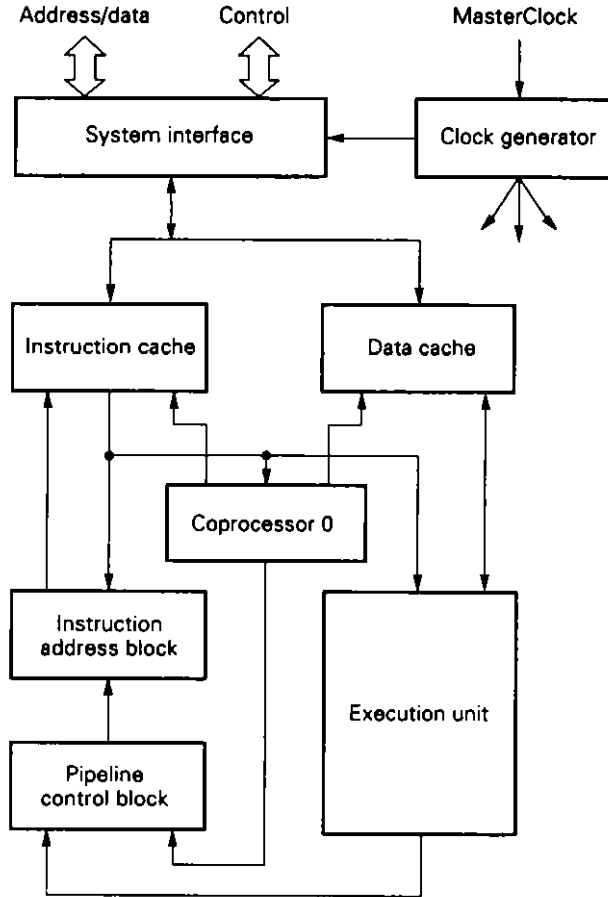 Address/data
Control
MasterClock
System interface
Clock generator
Instruction cache
Data cache
Coprocessor 0
Instruction
address block
Execution unit
Pipeline
control block